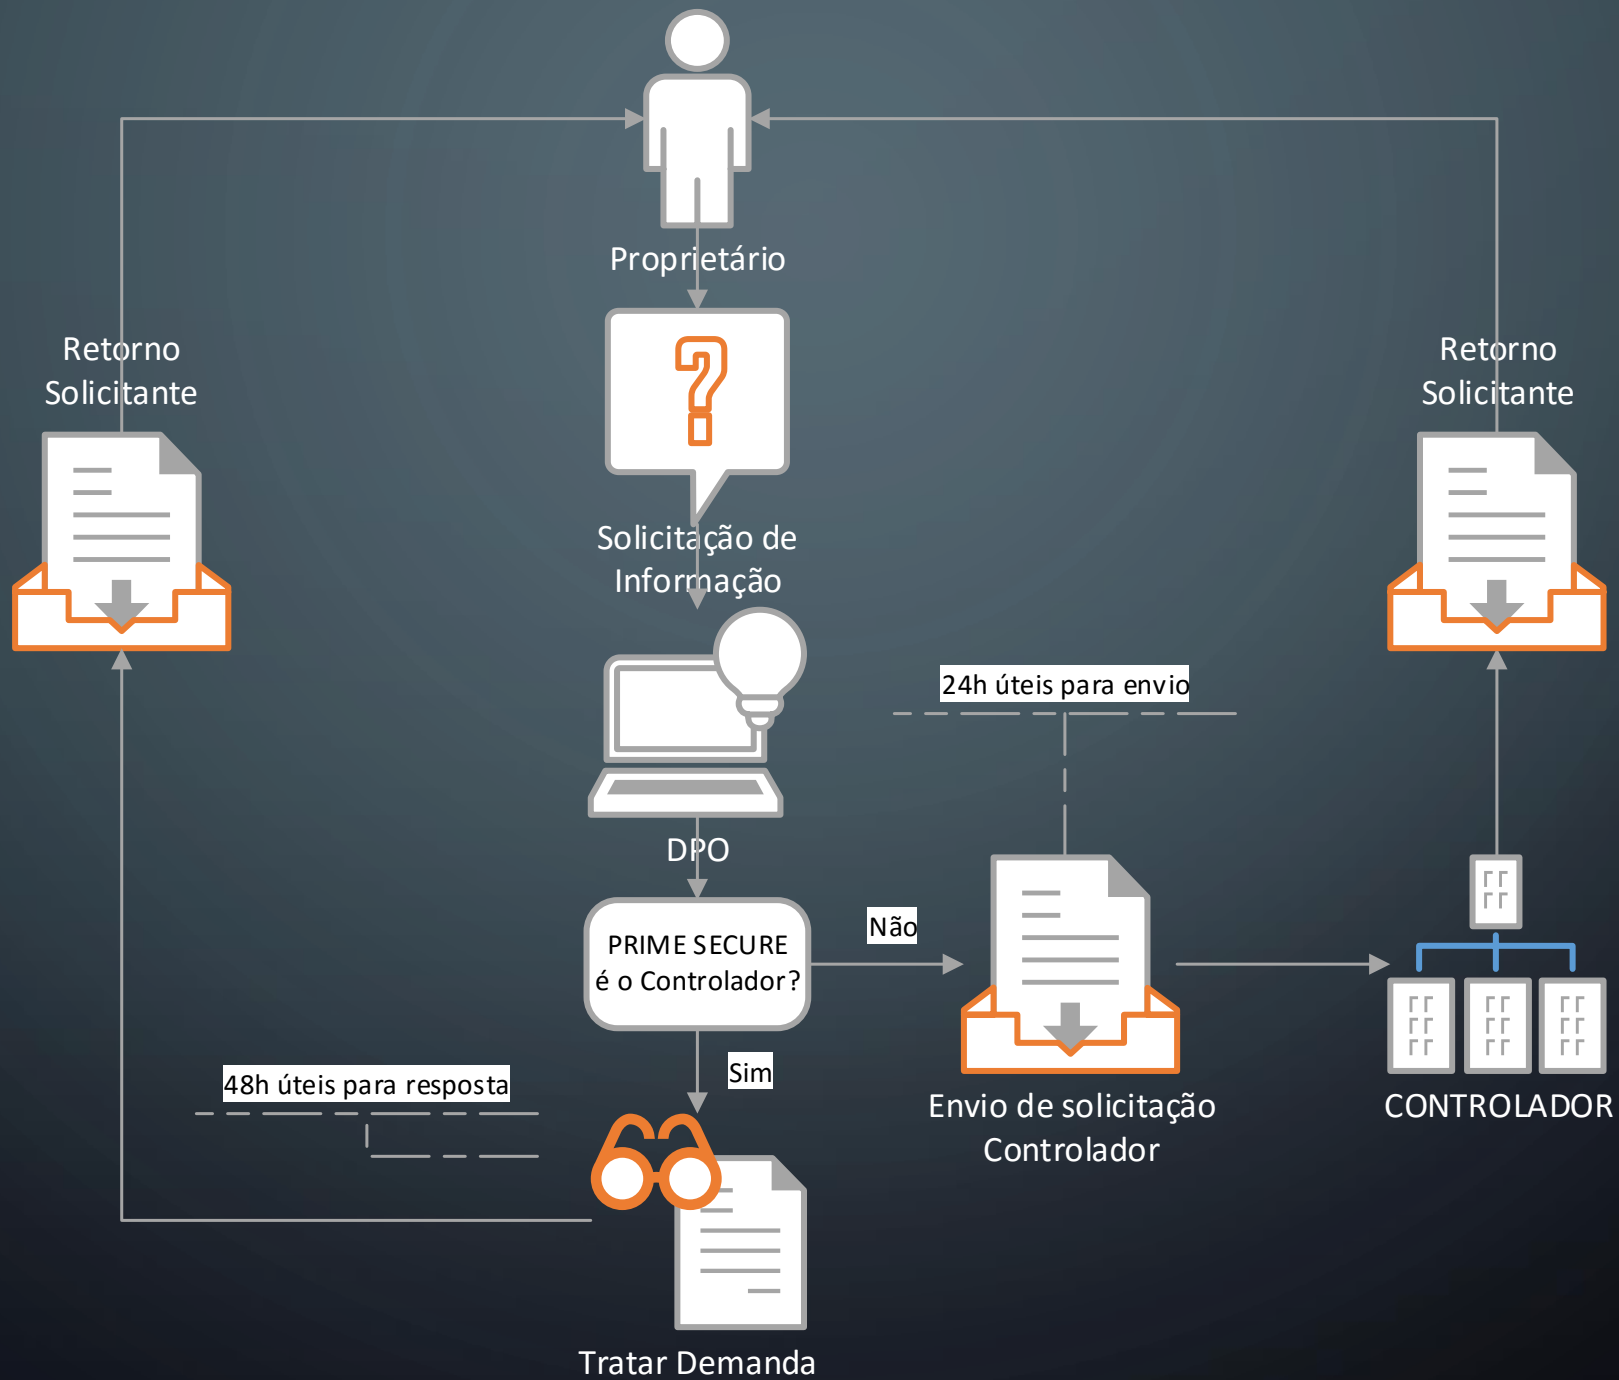 Proprietário
Retorno
Solicitante
Retorno
Solicitante
Solicitação de
Informação
24h úteis para envio
DPO
PRIME SECURE
é o Controlador?
Não
Sim
48h úteis para resposta
Envio de solicitação
Controlador
CONTROLADOR
Tratar Demanda